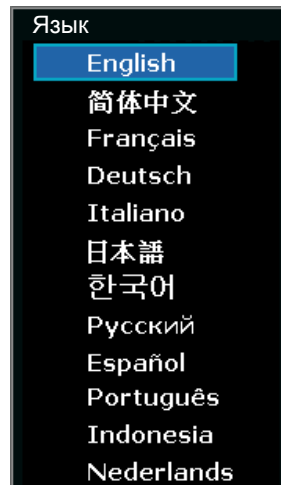 Язык
English
简体中文
Français
Deutsch
Italiano
日本語
한국어
Русский
Español
Português
Indonesia
Nederlands